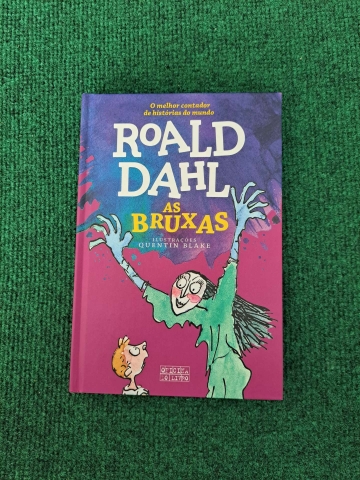 O melhor contador
de histórias do mundo
ROALD
DAHL
AS
BRUXAS
ILUSTRAÇÕES
QUENTIN BLAKE